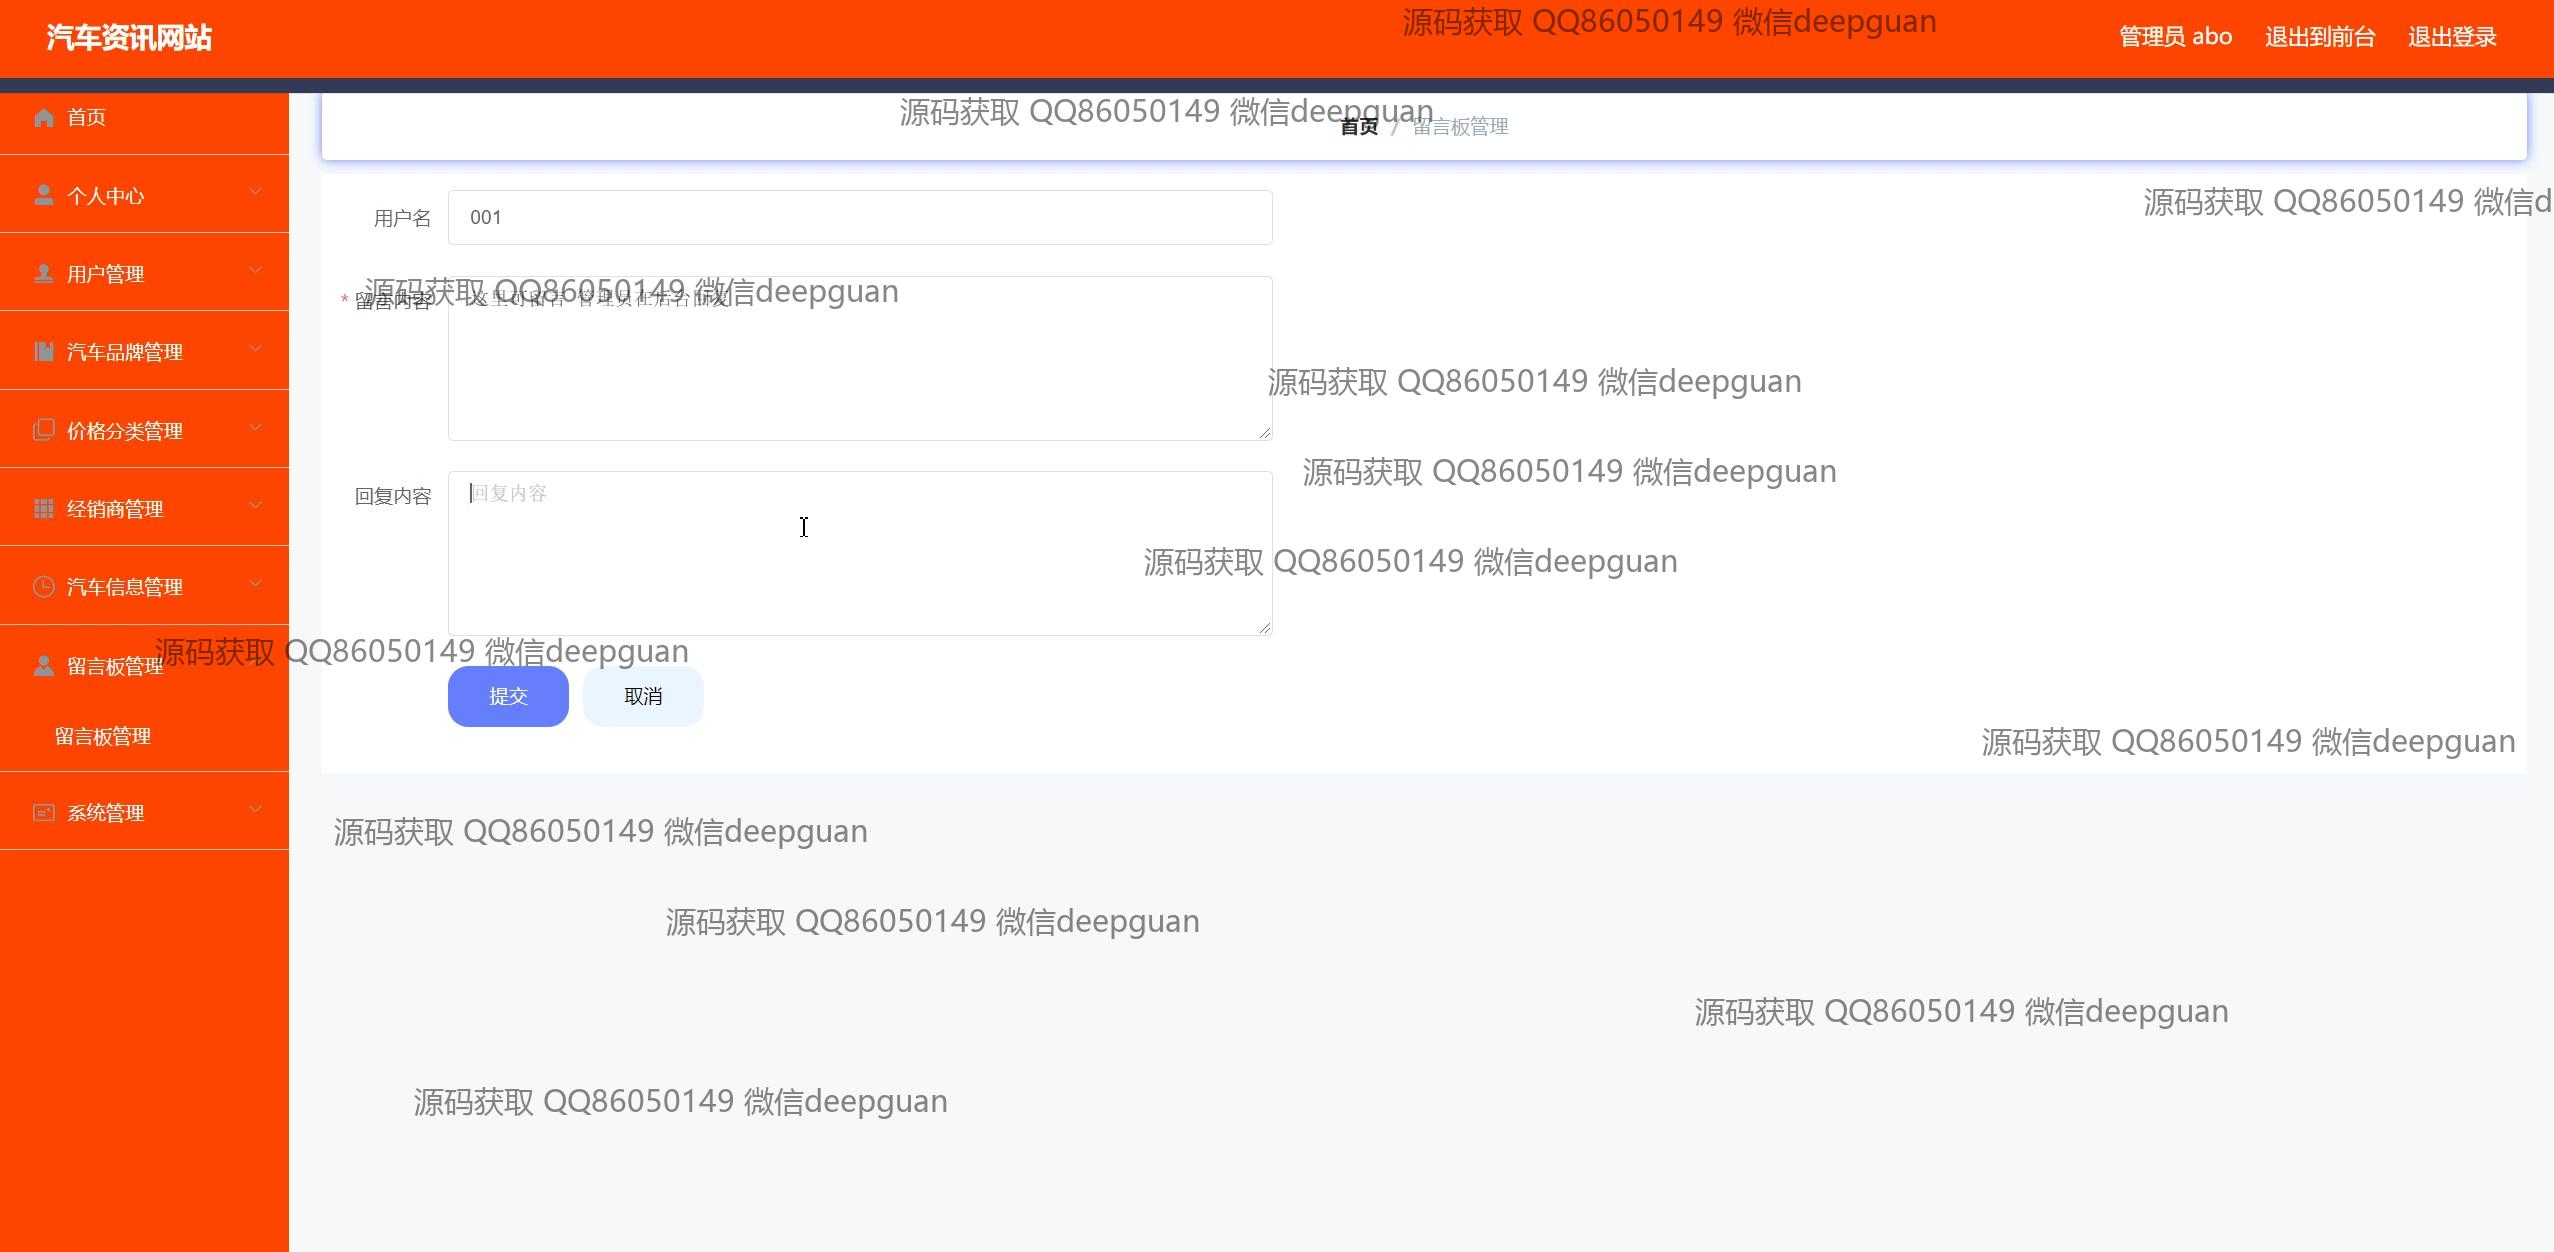 源码获取 QQ86050149 微信deepguan
汽车资讯网站
管理员 abo
退出到前台
退出登录
首页
源码获取 QQ86050149 微信deepguan
首页 / 留言板管理
个人中心
源码获取 QQ86050149 微信d
用户名
001
用户管理
源码获取 QQ86050149 微信deepguan
* 留言内容
这里可留言 管理员在后台回复
汽车品牌管理
源码获取 QQ86050149 微信deepguan
价格分类管理
源码获取 QQ86050149 微信deepguan
回复内容
回复内容
经销商管理
源码获取 QQ86050149 微信deepguan
汽车信息管理
源码获取 QQ86050149 微信deepguan
留言板管理
提交
取消
留言板管理
源码获取 QQ86050149 微信deepguan
系统管理
源码获取 QQ86050149 微信deepguan
源码获取 QQ86050149 微信deepguan
源码获取 QQ86050149 微信deepguan
源码获取 QQ86050149 微信deepguan